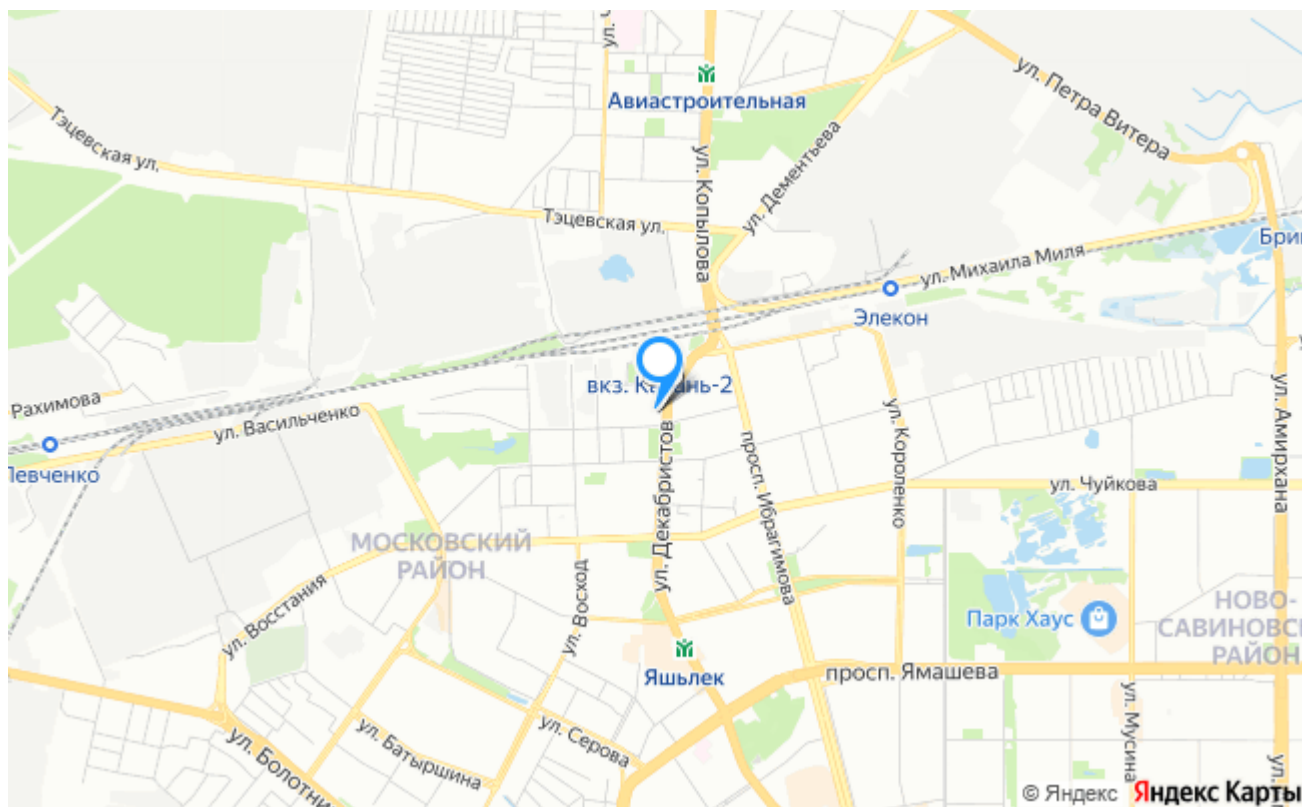 ул.
ул. Петра Витера
Авиастроительная
Тэцевская ул.
ул. Копылова
ул. Дементьева
Тэцевская ул.
ул. Михаила Миля
Элекон
вкз. Казань-2
Рахимова
ул. Васильченко
Левченко
просп. Ибрагимова
ул. Короленко
ул. Амирхана
ул. Чуйкова
ул. Декабристов
МОСКОВСКИЙ
РАЙОН
ул. Восстания
ул. Восход
Парк Хаус
НОВО-
САВИНОВС
РАЙОН
Яшьлек
просп. Ямашева
ул. Мусина
ул.
ул. Серова
ул. Батыршина
ул. Болотни
© Яндекс Яндекс Карты